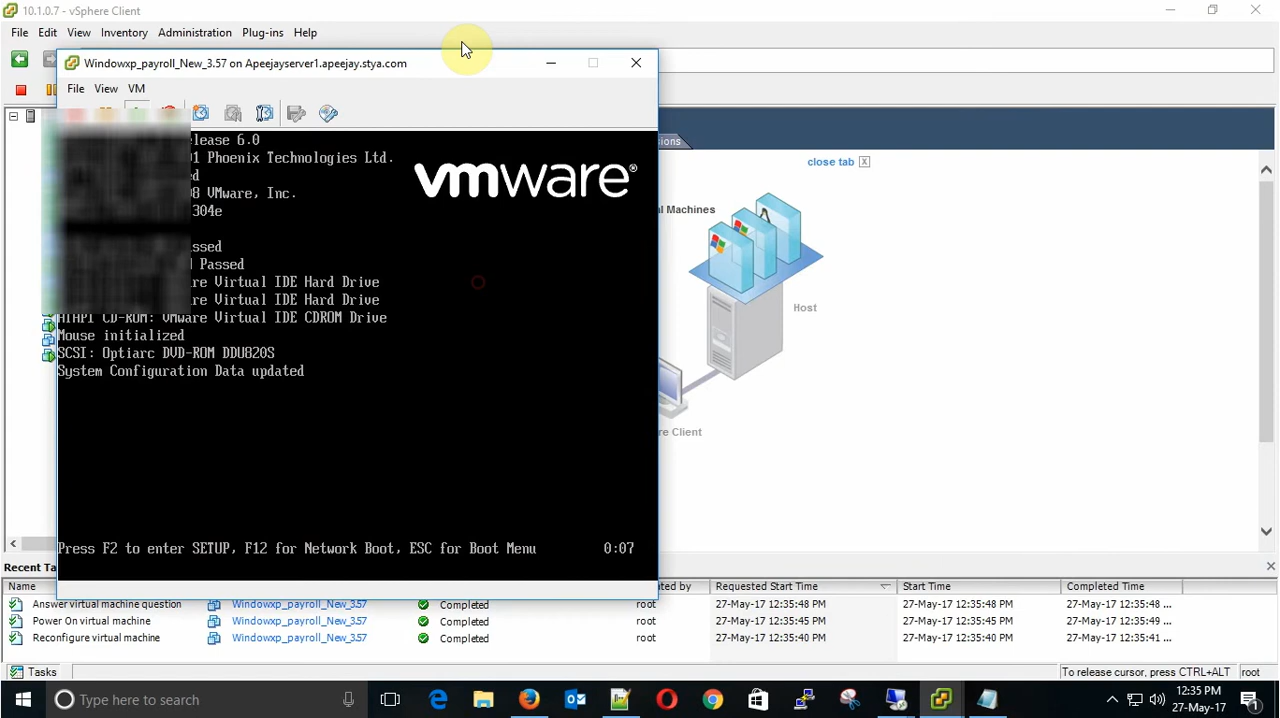 10.1.0.7 - vSphere Client
File Edit View Inventory Administration Plug-ins Help
Windowxp_payroll_New_3.57 on Apeejayserver1.apeejay.stya.com
File View VM
elease 6.0
01 Phoenix Technologies Ltd.
ed
08 VMware, Inc.
304e
ssed
Passed
are Virtual IDE Hard Drive
are Virtual IDE Hard Drive
ATAPI CD-ROM: VMware Virtual IDE CDROM Drive
Mouse initialized
SCSI: Optiarc DVD-ROM DDU820S
System Configuration Data updated
vmware®
Press F2 to enter SETUP, F12 for Network Boot, ESC for Boot Menu 0:07
sions
close tab X
al Machines
Host
re Client
Recent Ta
Name ated by Requested Start Time Start Time Completed Time
Answer virtual machine question Windowxp_payroll_New_3.57 Completed root 27-May-17 12:35:48 PM 27-May-17 12:35:48 PM 27-May-17 12:35:48 ...
Power On virtual machine Windowxp_payroll_New_3.57 Completed root 27-May-17 12:35:45 PM 27-May-17 12:35:45 PM 27-May-17 12:35:49 ...
Reconfigure virtual machine Windowxp_payroll_New_3.57 Completed root 27-May-17 12:35:40 PM 27-May-17 12:35:40 PM 27-May-17 12:35:41 ...
Tasks To release cursor, press CTRL+ALT root
Type here to search
12:35 PM
27-May-17
1